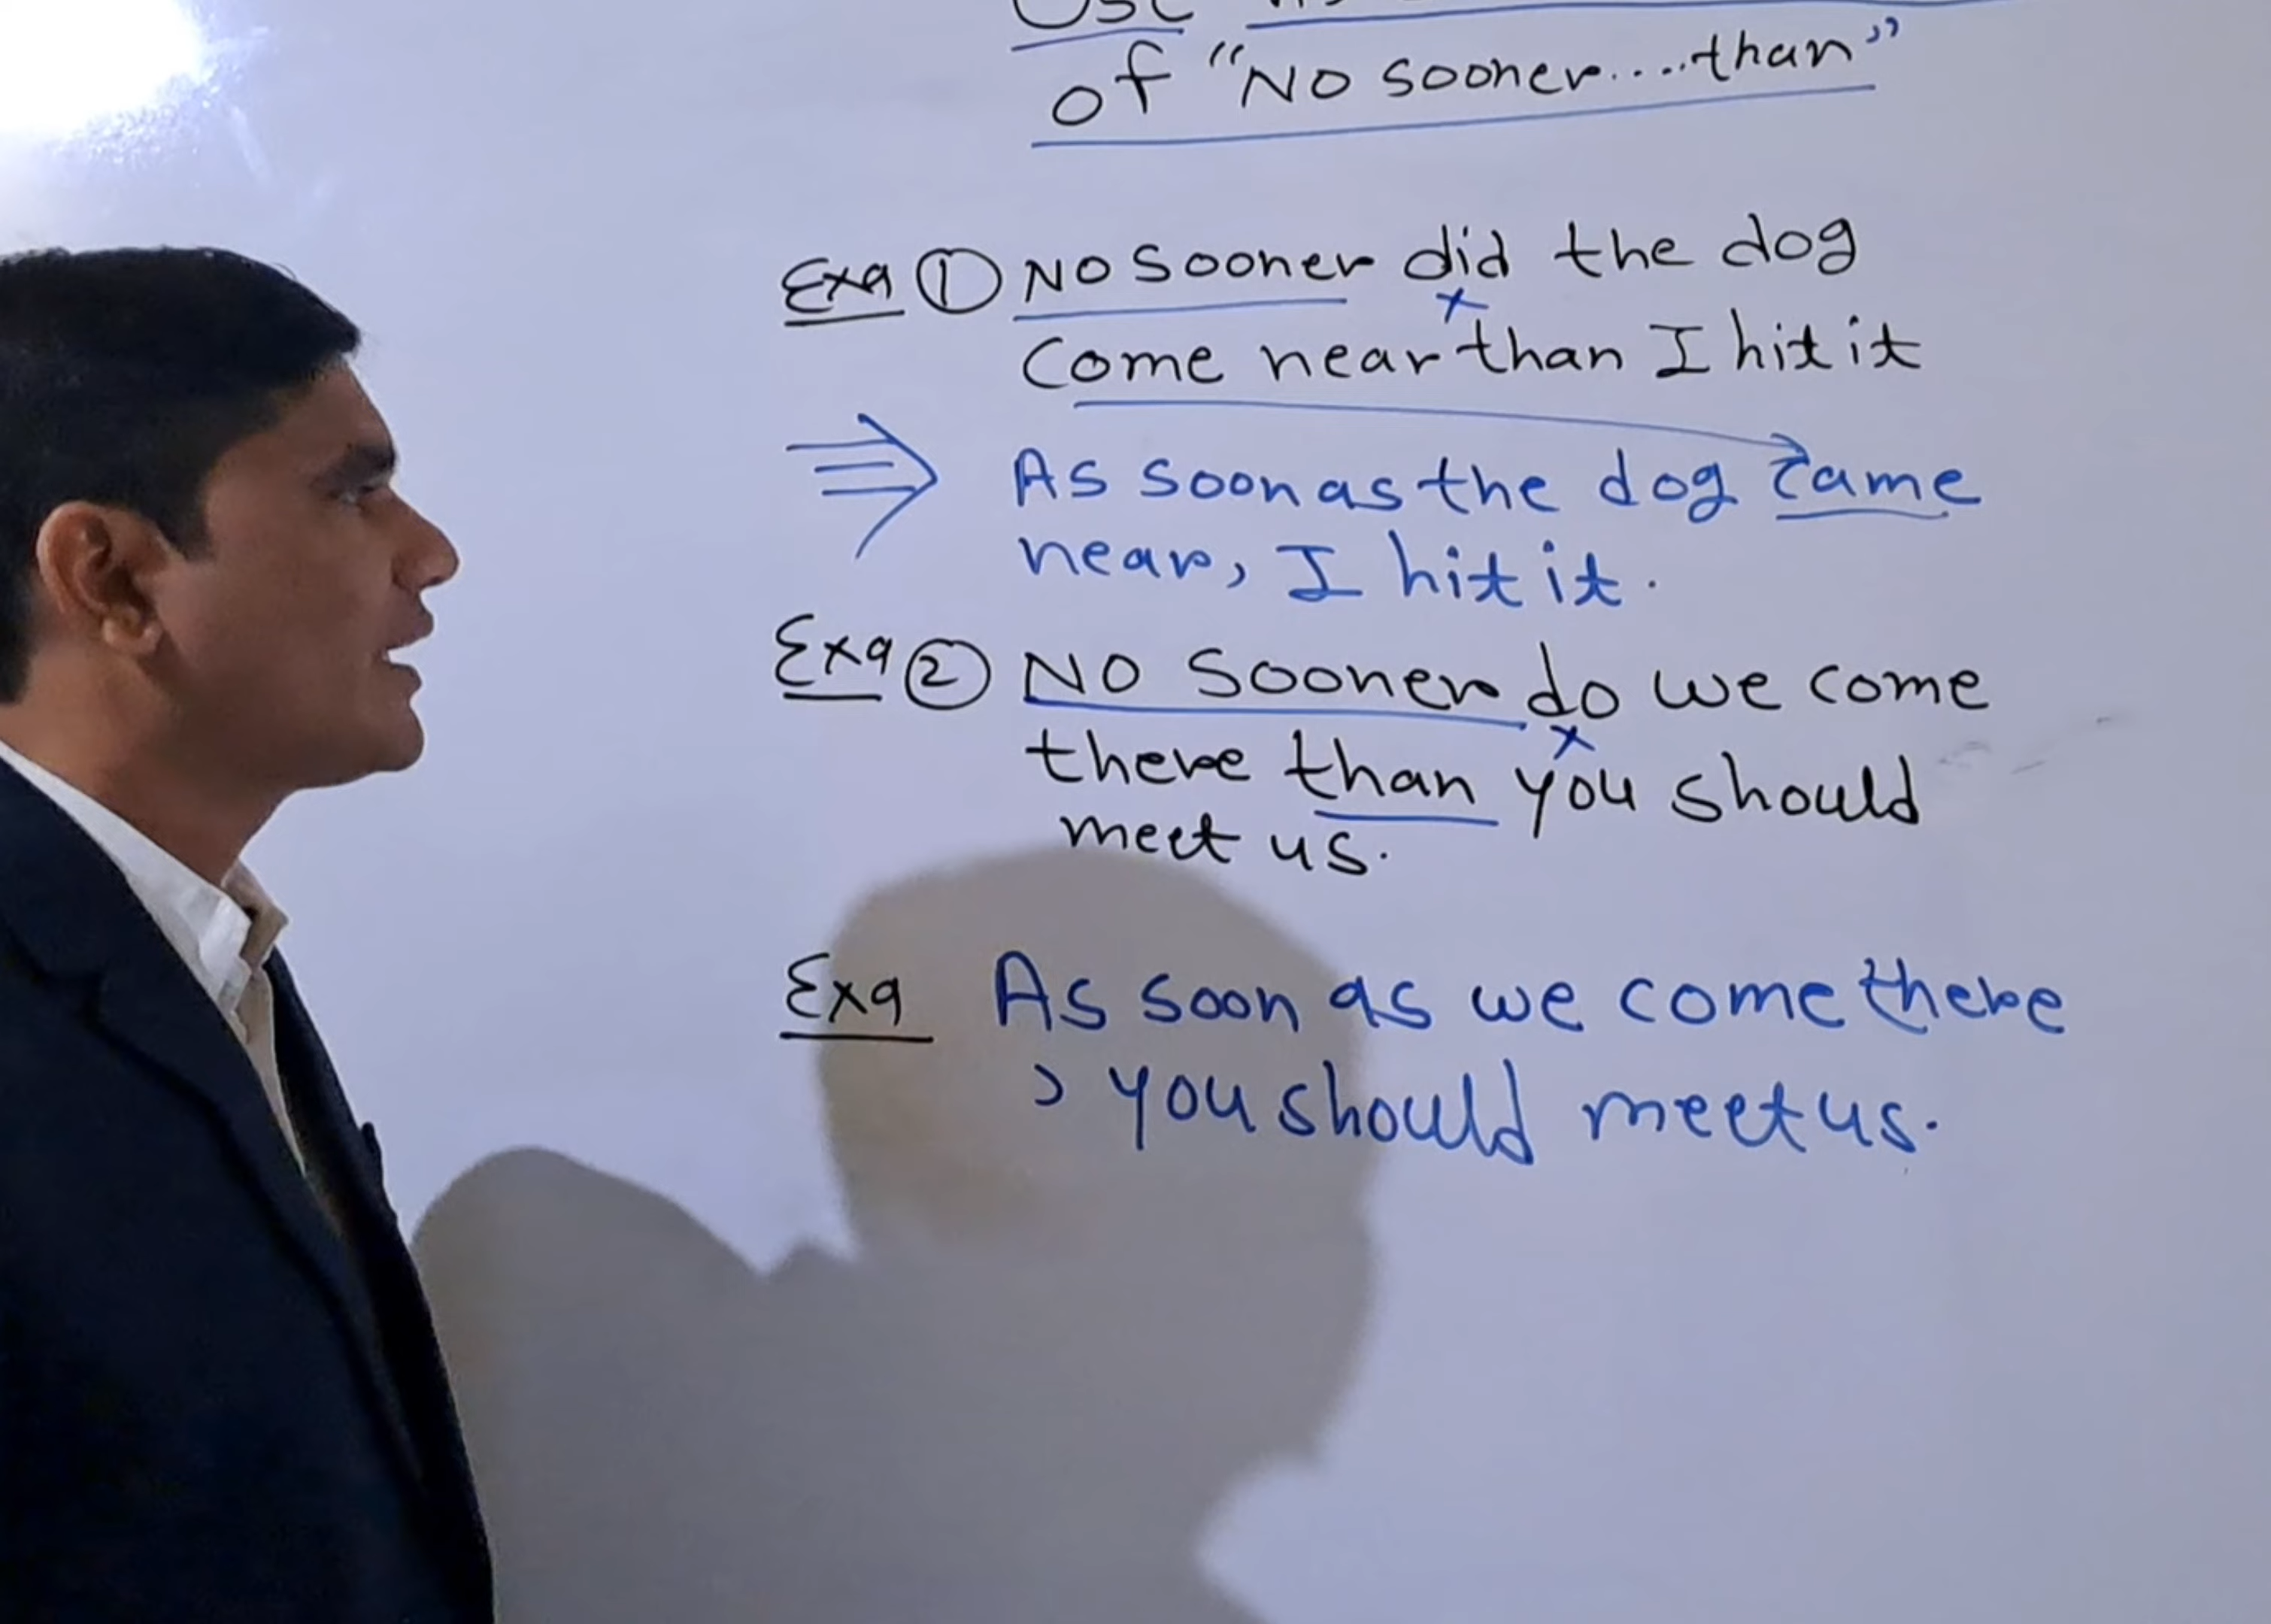 of "No sooner....than"
Exa ① No sooner did the dog
x
Come near than I hit it
As soon as the dog came
near, I hit it.
Exa ② No Sooner do we come
x
there than you should
meet us.
Exa As soon as we come there
, you should meet us.